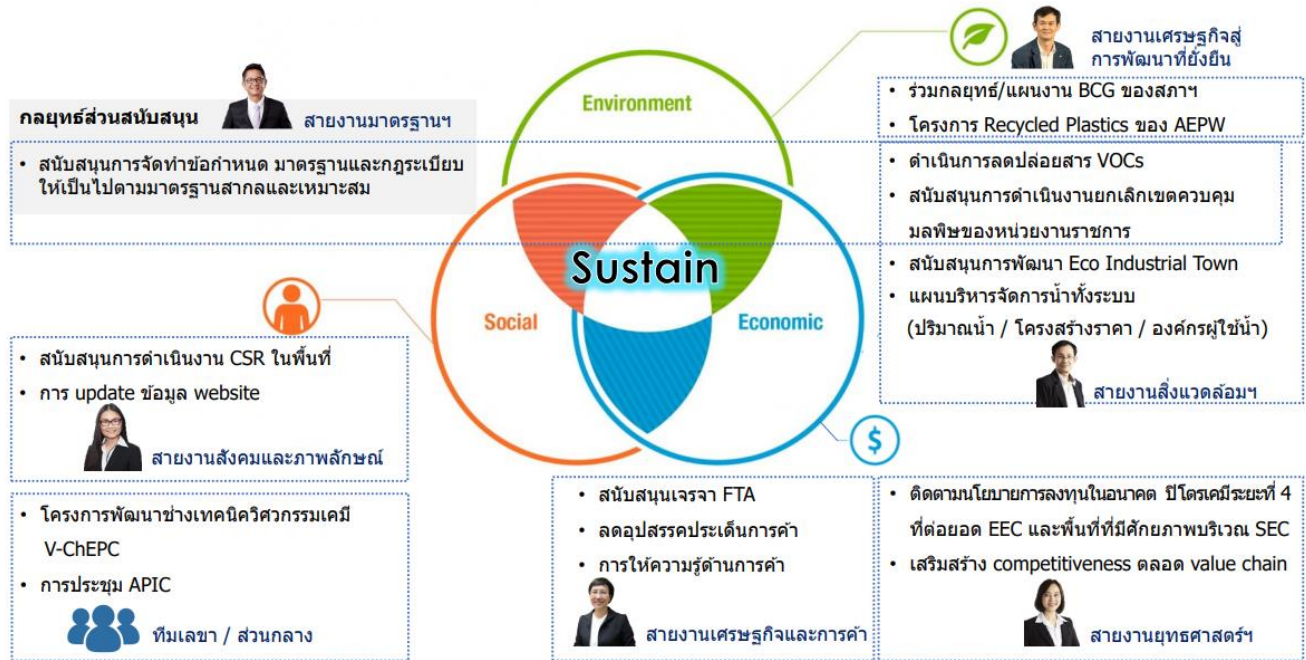 Environment
สายงานเศรษฐกิจสู่
การพัฒนาที่ยั่งยืน
• ร่วมกลยุทธ์/แผนงาน BCG ของสภาฯ
• โครงการ Recycled Plastics ของ AEPW
กลยุทธ์ส่วนสนับสนุน
สายงานมาตรฐานฯ
• สนับสนุนการจัดทำข้อกำหนด มาตรฐานและกฎระเบียบ
ให้เป็นไปตามมาตรฐานสากลและเหมาะสม
• ดำเนินการลดปล่อยสาร VOCs
• สนับสนุนการดำเนินงานยกเลิกเขตควบคุม
มลพิษของหน่วยงานราชการ
• สนับสนุนการพัฒนา Eco Industrial Town
• แผนบริหารจัดการน้ำทั้งระบบ
(ปริมาณน้ำ / โครงสร้างราคา / องค์กรผู้ใช้น้ำ)
สายงานสิ่งแวดล้อมฯ
Sustain
Social
Economic
• สนับสนุนการดำเนินงาน CSR ในพื้นที่
• การ update ข้อมูล website
สายงานสังคมและภาพลักษณ์
$
• โครงการพัฒนาช่างเทคนิควิศวกรรมเคมี
V-ChEPC
• การประชุม APIC
ทีมเลขา / ส่วนกลาง
• สนับสนุนเจรจา FTA
• ลดอุปสรรคประเด็นการค้า
• การให้ความรู้ด้านการค้า
สายงานเศรษฐกิจและการค้า
• ติดตามนโยบายการลงทุนในอนาคต ปิโตรเคมีระยะที่ 4
ที่ต่อยอด EEC และพื้นที่ที่มีศักยภาพบริเวณ SEC
• เสริมสร้าง competitiveness ตลอด value chain
สายงานยุทธศาสตร์ฯ